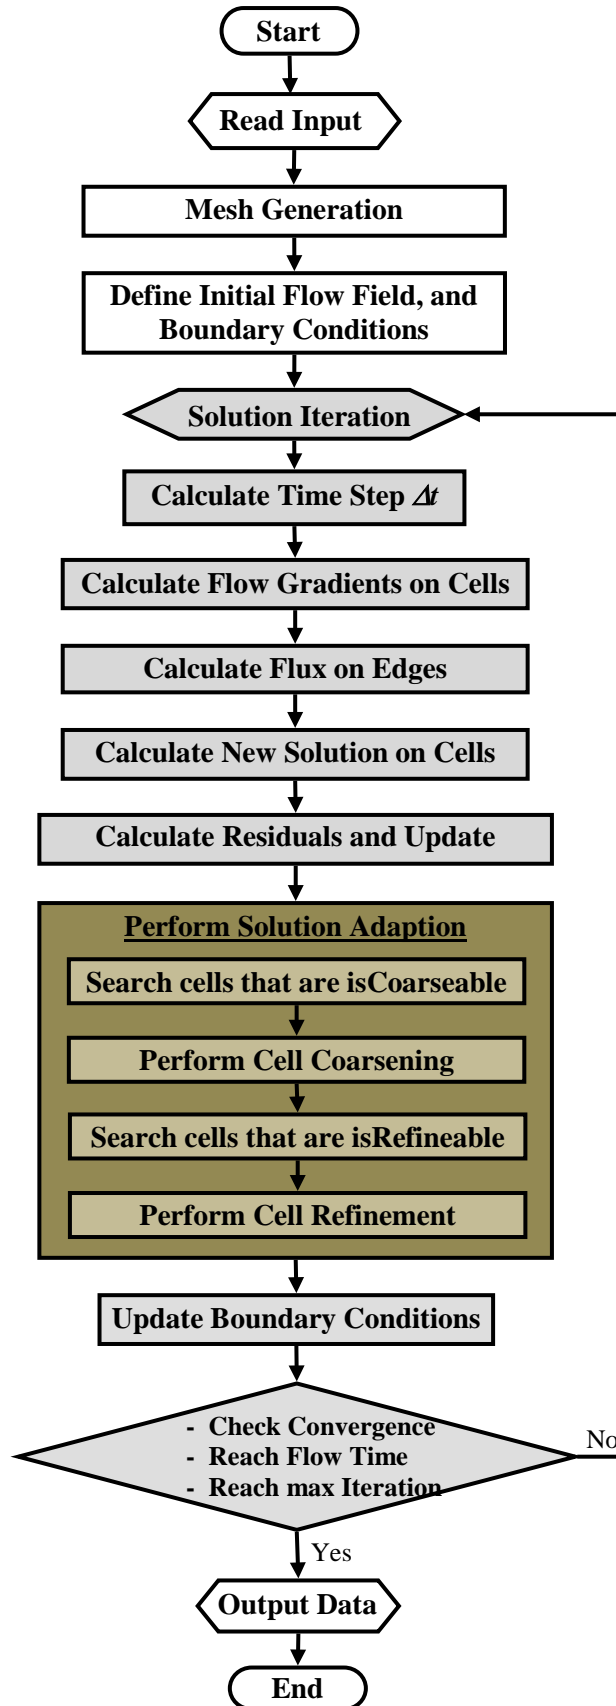 Start
Read Input
Mesh Generation
Define Initial Flow Field, and
Boundary Conditions
Solution Iteration
Calculate Time Step Δt
Calculate Flow Gradients on Cells
Calculate Flux on Edges
Calculate New Solution on Cells
Calculate Residuals and Update
Perform Solution Adaption
Search cells that are isCoarseable
Perform Cell Coarsening
Search cells that are isRefineable
Perform Cell Refinement
Update Boundary Conditions
- Check Convergence
- Reach Flow Time
- Reach max Iteration
No
Yes
Output Data
End